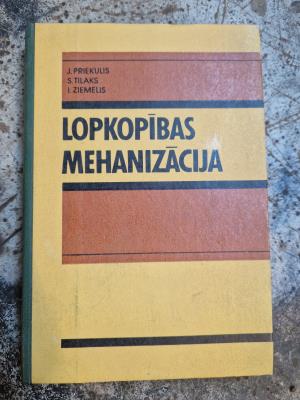 J. PRIEKULIS
S. TILAKS
I. ZIEMELIS
LOPKOPĪBAS
MEHANIZĀCIJA